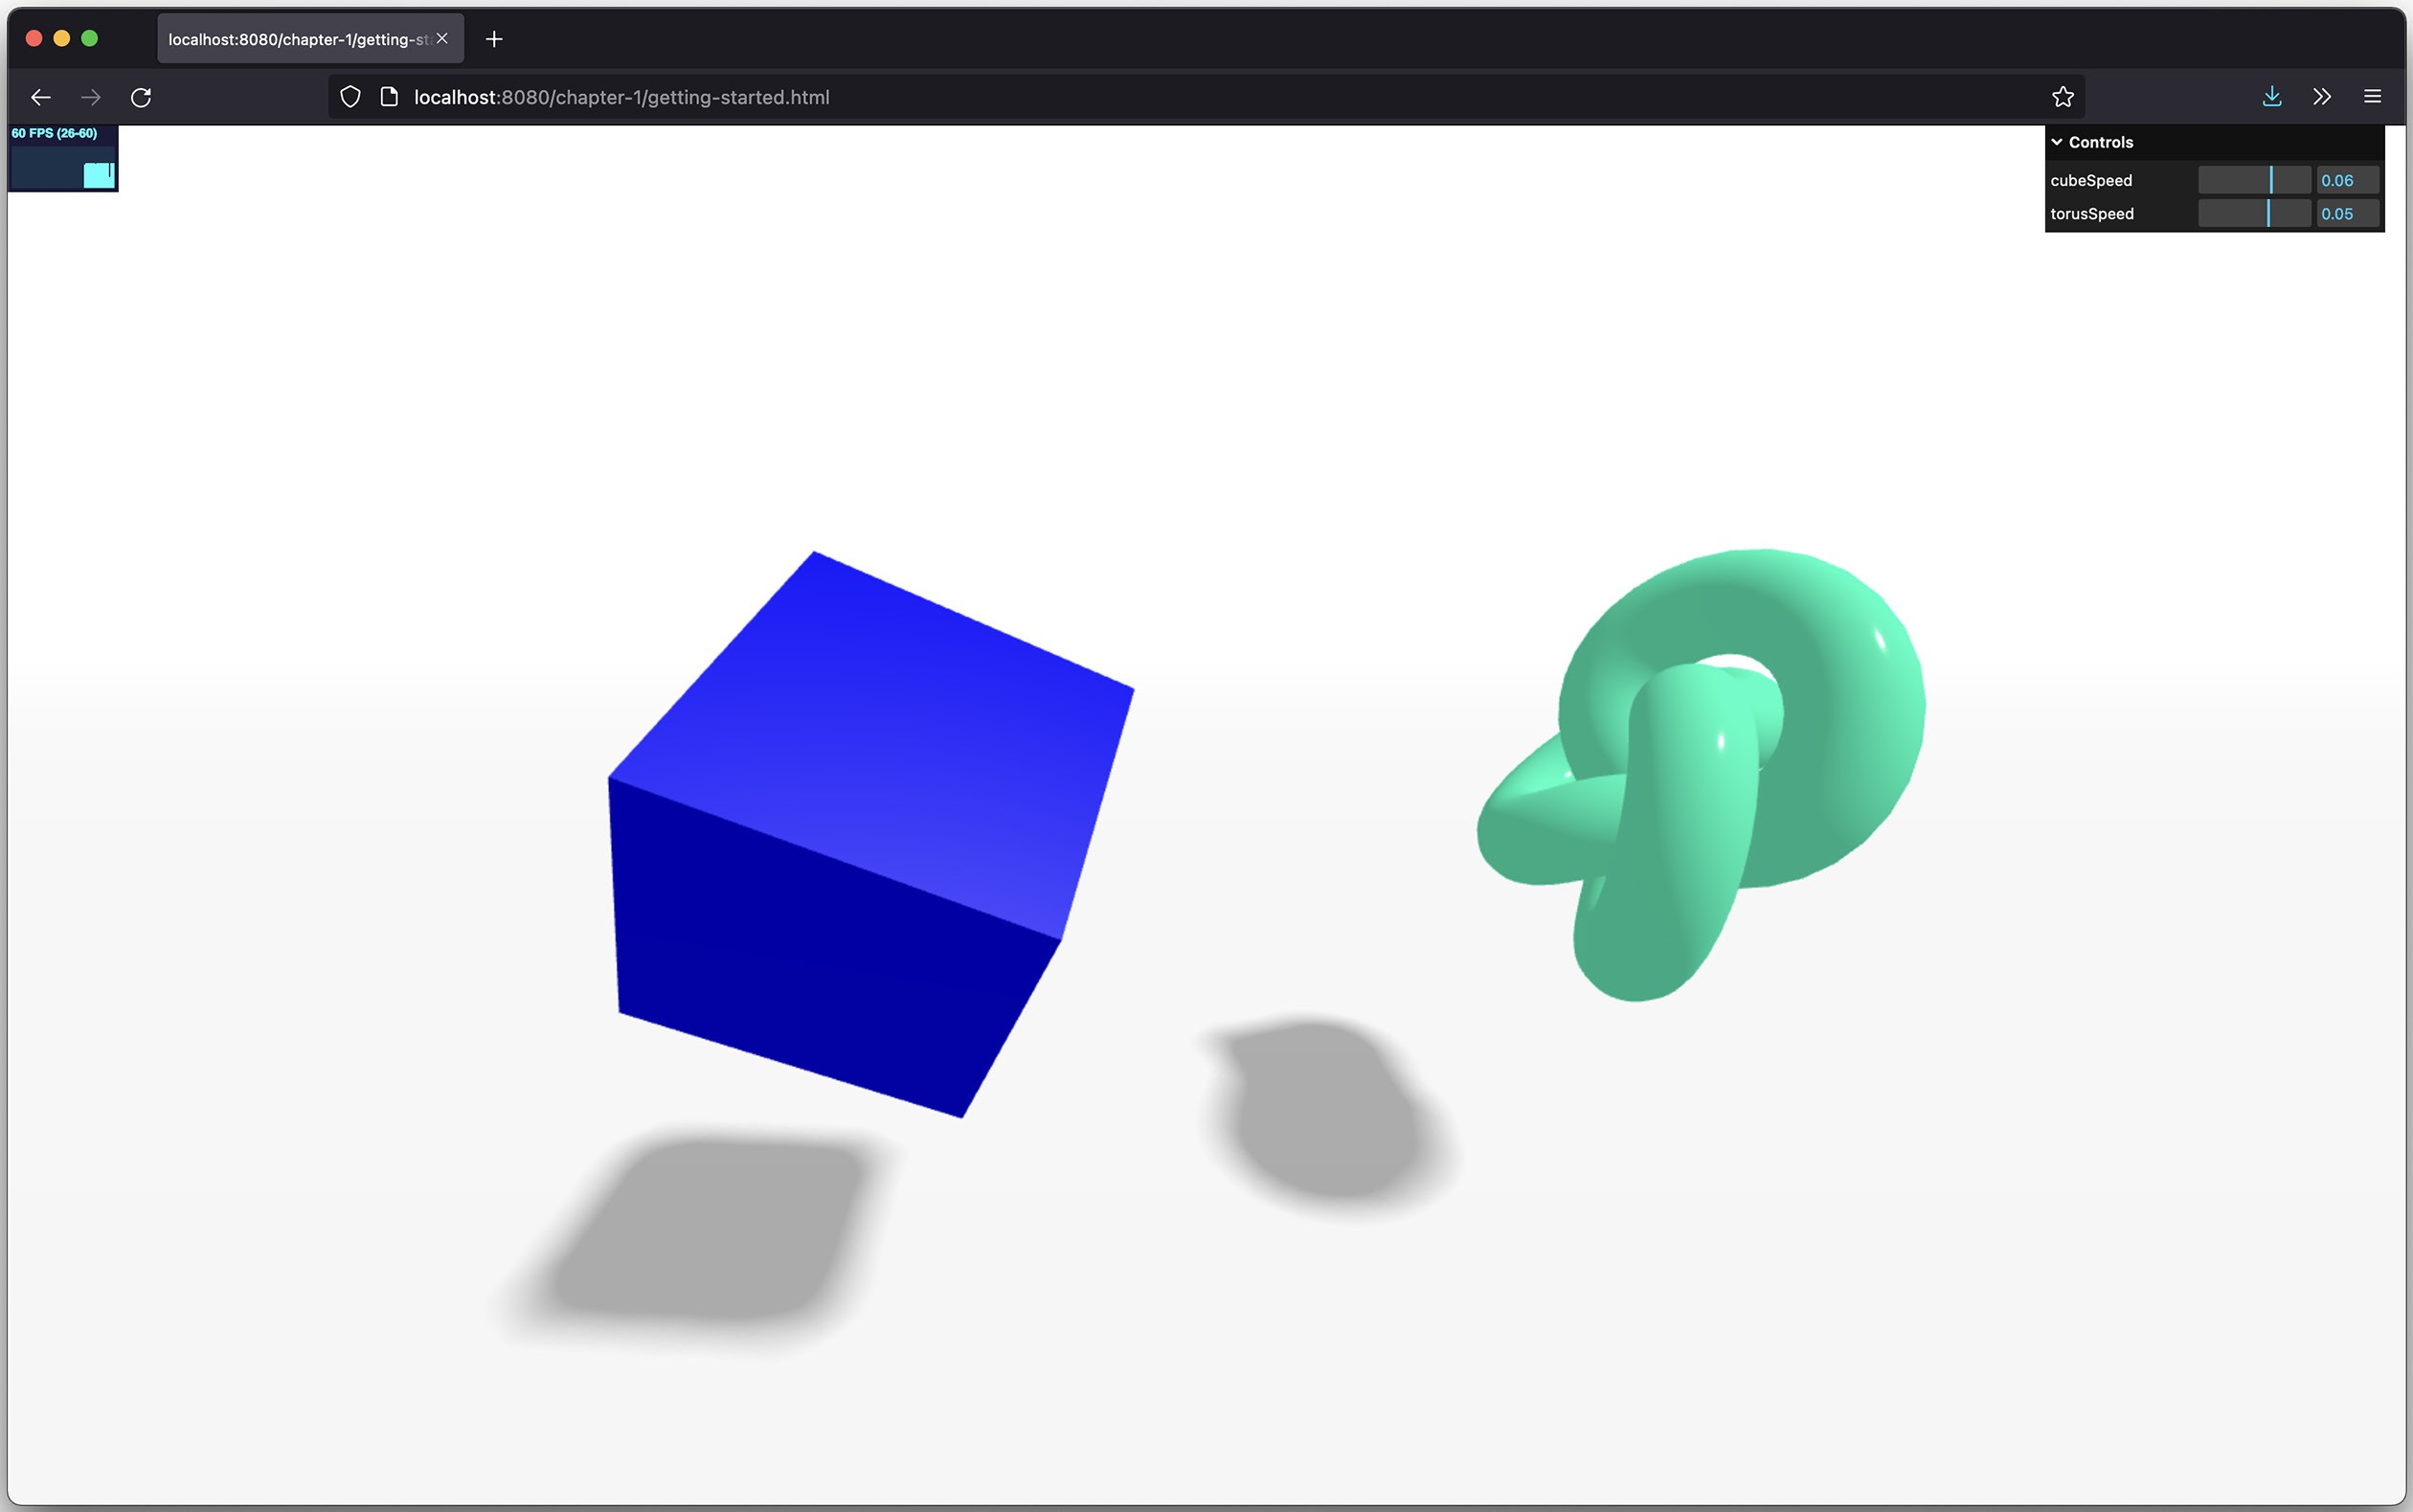 localhost:8080/chapter-1/getting-st
localhost:8080/chapter-1/getting-started.html
60 FPS (26-60)
Controls
cubeSpeed 0.06
torusSpeed 0.05